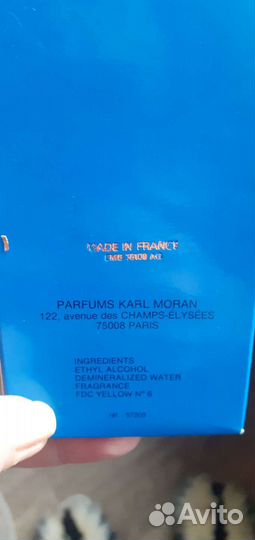 MADE IN FRANCE
PARFUMS KARL MORAN
122, avenue des CHAMPS-ÉLYSÉES
75008 PARIS
INGREDIENTS
ETHYL ALCOHOL
DEMINERALIZED WATER
FRAGRANCE
FDC YELLOW N° 6
Avito